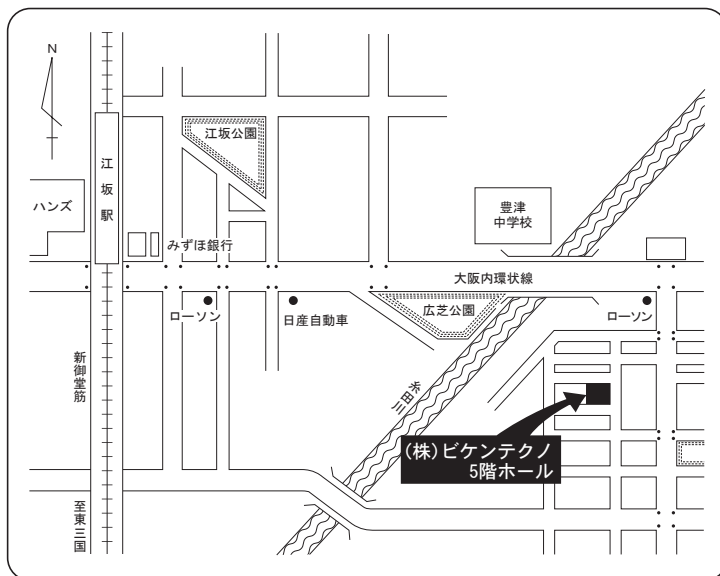 N
江坂公園
江坂駅
ハンズ
豊津
中学校
みずほ銀行
大阪内環状線
ローソン
日産自動車
広芝公園
ローソン
新御堂筋
糸田川
(株)ビケンテクノ
5階ホール
至東三国